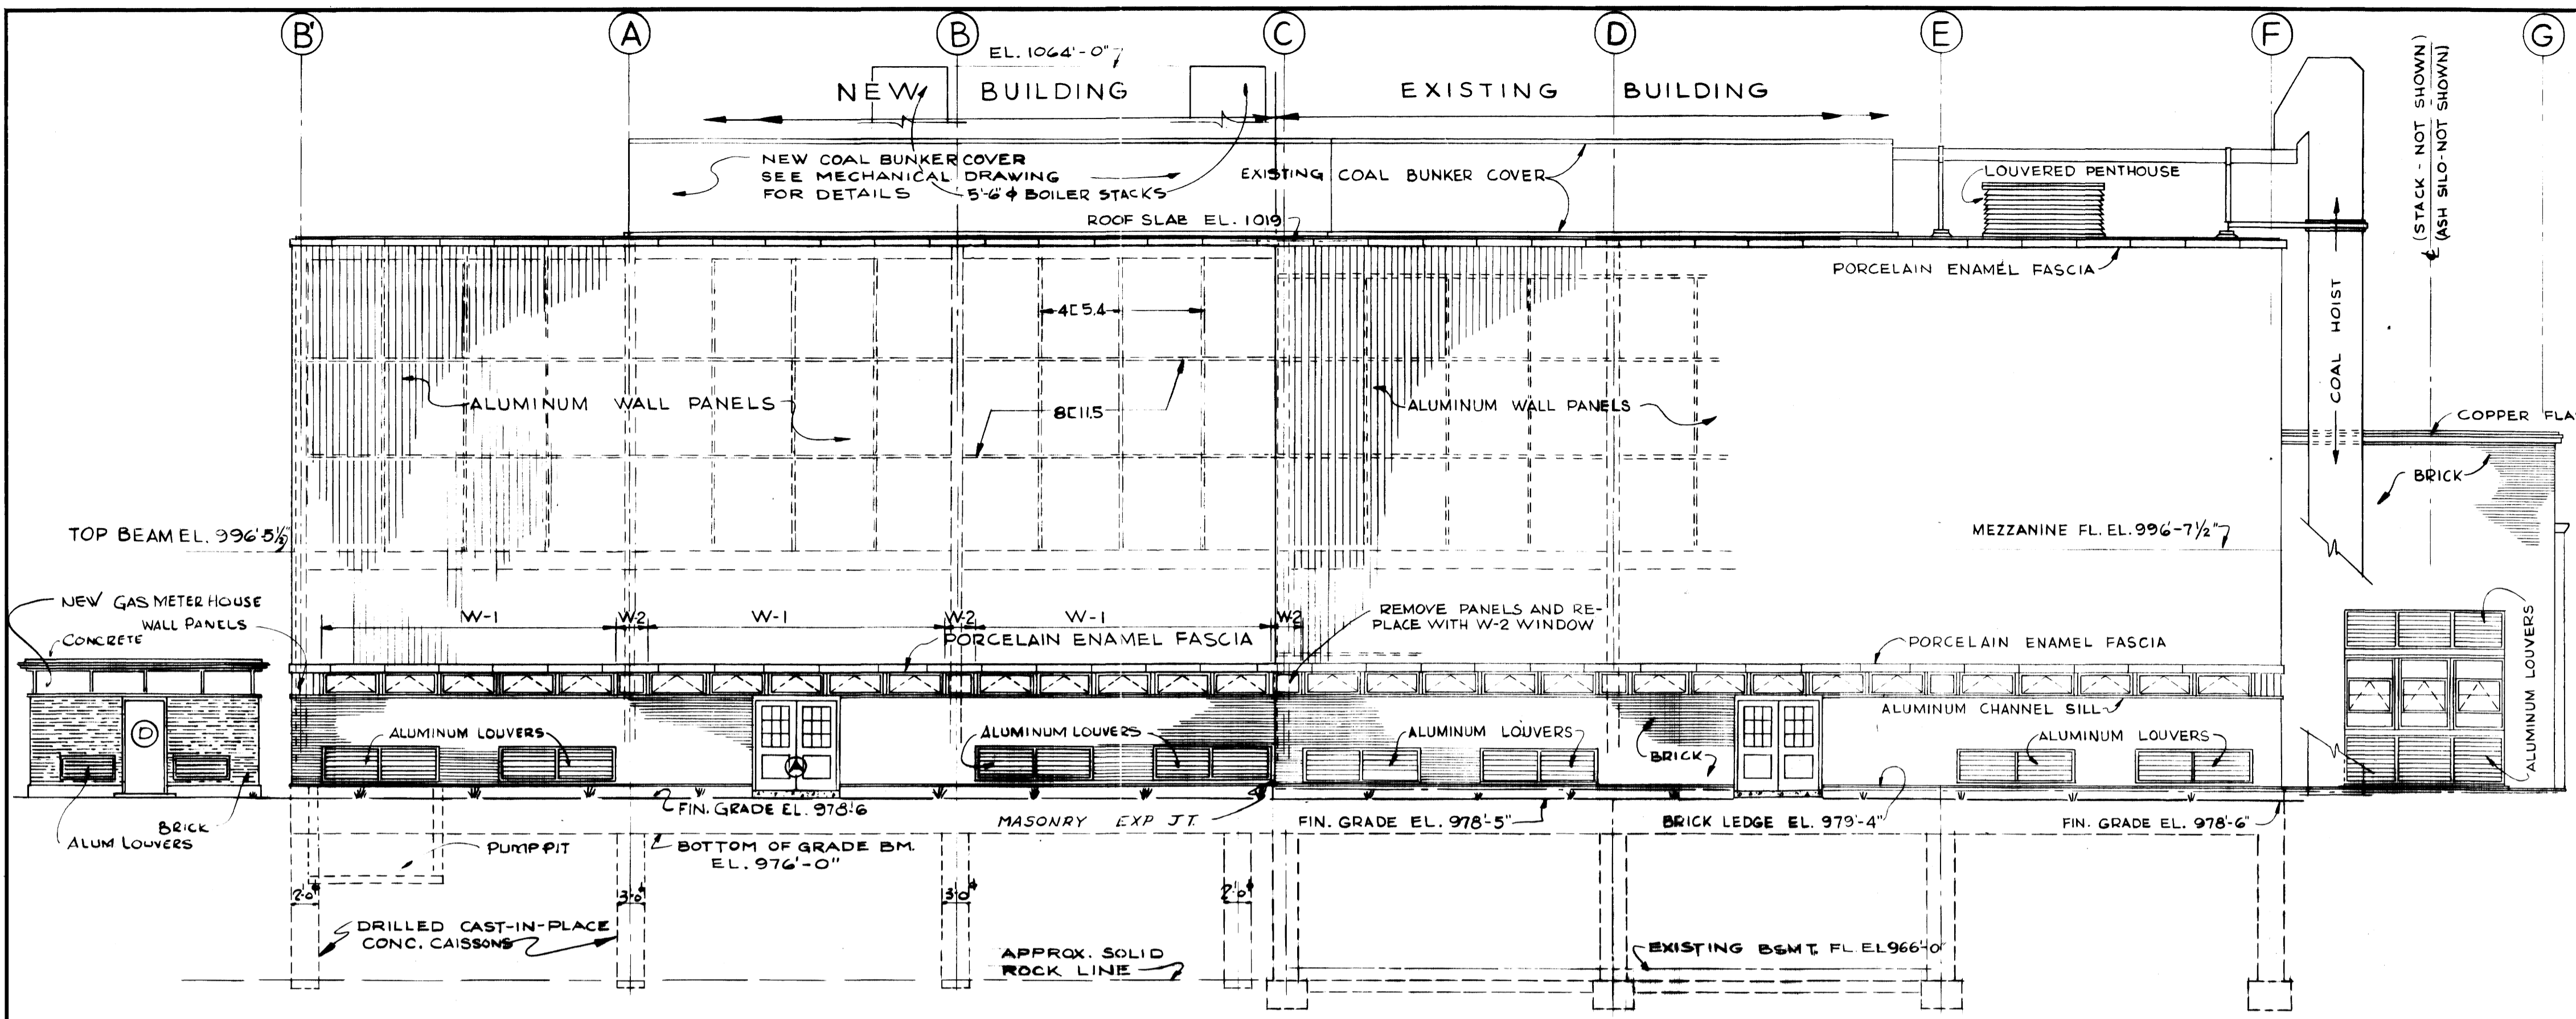 B' A B C D E F G
EL. 1064'-0"
NEW BUILDING
EXISTING BUILDING
(STACK - NOT SHOWN)
(ASH SILO-NOT SHOWN)
NEW COAL BUNKER COVER
SEE MECHANICAL DRAWING
FOR DETAILS
5'-6" ϕ BOILER STACKS
EXISTING COAL BUNKER COVER
LOUVERED PENTHOUSE
ROOF SLAB EL. 1019
PORCELAIN ENAMEL FASCIA
COAL HOIST
4[5.4
8[11.5
ALUMINUM WALL PANELS
ALUMINUM WALL PANELS
COPPER FLA
BRICK
TOP BEAM EL. 996'-5½"
MEZZANINE FL. EL. 996'-7½"
NEW GAS METER HOUSE
WALL PANELS
CONCRETE
W-1 W-2 W-1 W-2 W-1 W-2
REMOVE PANELS AND RE-
PLACE WITH W-2 WINDOW
PORCELAIN ENAMEL FASCIA
PORCELAIN ENAMEL FASCIA
ALUMINUM LOUVERS
ALUMINUM CHANNEL SILL
D
ALUMINUM LOUVERS
ALUMINUM LOUVERS
ALUMINUM LOUVERS
ALUMINUM LOUVERS
BRICK
A
FIN. GRADE EL. 978'-6
MASONRY EXP JT.
FIN. GRADE EL. 978'-5"
BRICK LEDGE EL. 979'-4"
FIN. GRADE EL. 978'-6"
BRICK
ALUM LOUVERS
PUMP PIT
BOTTOM OF GRADE BM.
EL. 976'-0"
2'-0"ϕ 3'-0"ϕ 3'-0"ϕ 2'-0"ϕ
DRILLED CAST-IN-PLACE
CONC. CAISSONS
APPROX. SOLID
ROCK LINE
EXISTING BSMT. FL. EL 966'-0"